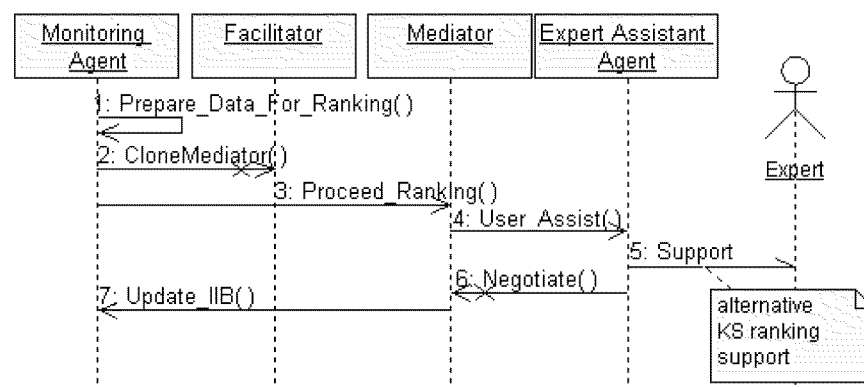 Monitoring Agent
Facilitator
Mediator
Expert Assistant Agent
1: Prepare_Data_For_Ranking( )
2: CloneMediator( )
Expert
3: Proceed_Ranking( )
4: User_Assist( )
5: Support
6: Negotiate( )
7: Update_IIB( )
alternative
KS ranking
support